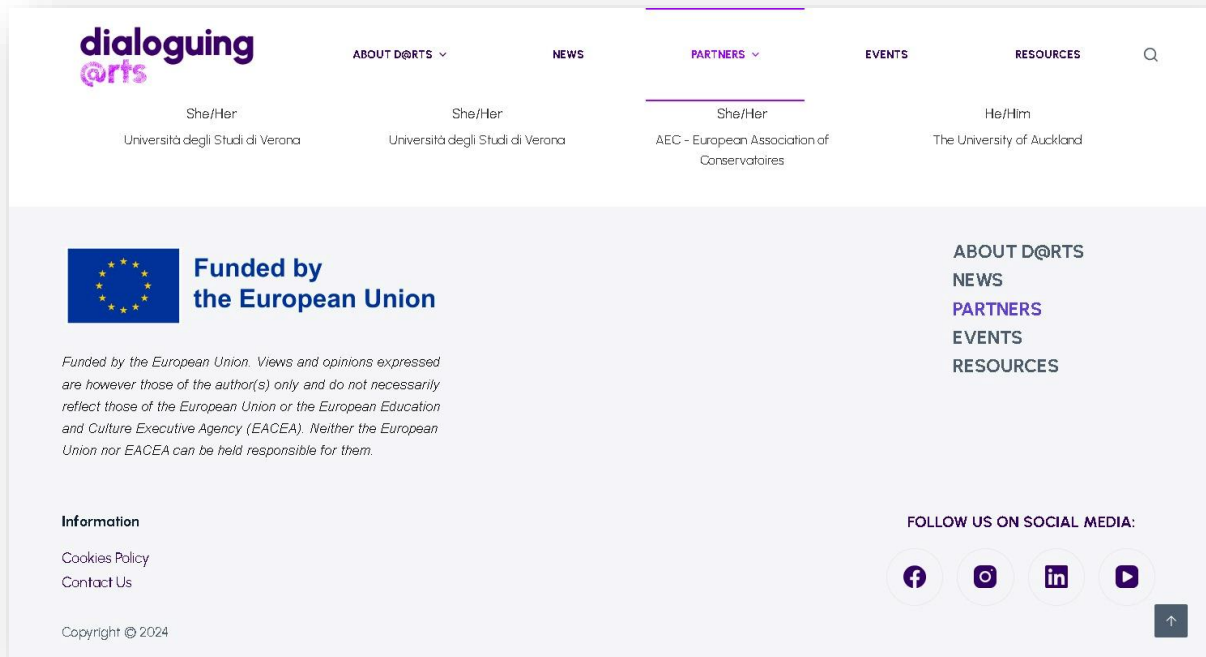 dialoguing
@rts
ABOUT D@RTS
NEWS
PARTNERS
EVENTS
RESOURCES
She/Her
She/Her
She/Her
He/Him
Università degli Studi di Verona
Università degli Studi di Verona
AEC - European Association of
Conservatoires
The University of Auckland
Funded by
the European Union
ABOUT D@RTS
NEWS
PARTNERS
EVENTS
RESOURCES
Funded by the European Union. Views and opinions expressed
are however those of the author(s) only and do not necessarily
reflect those of the European Union or the European Education
and Culture Executive Agency (EACEA). Neither the European
Union nor EACEA can be held responsible for them.
Information
Cookies Policy
Contact Us
FOLLOW US ON SOCIAL MEDIA:
in
Copyright © 2024